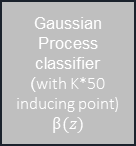 Gaussian
Process
classifier
(with K*50
inducing point)
β(z)